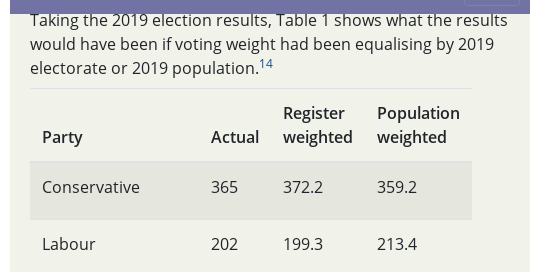 Taking the 2019 election results, Table 1 shows what the results
would have been if voting weight had been equalising by 2019
electorate or 2019 population.14
Party Actual Register weighted Population weighted
Conservative 365 372.2 359.2
Labour 202 199.3 213.4